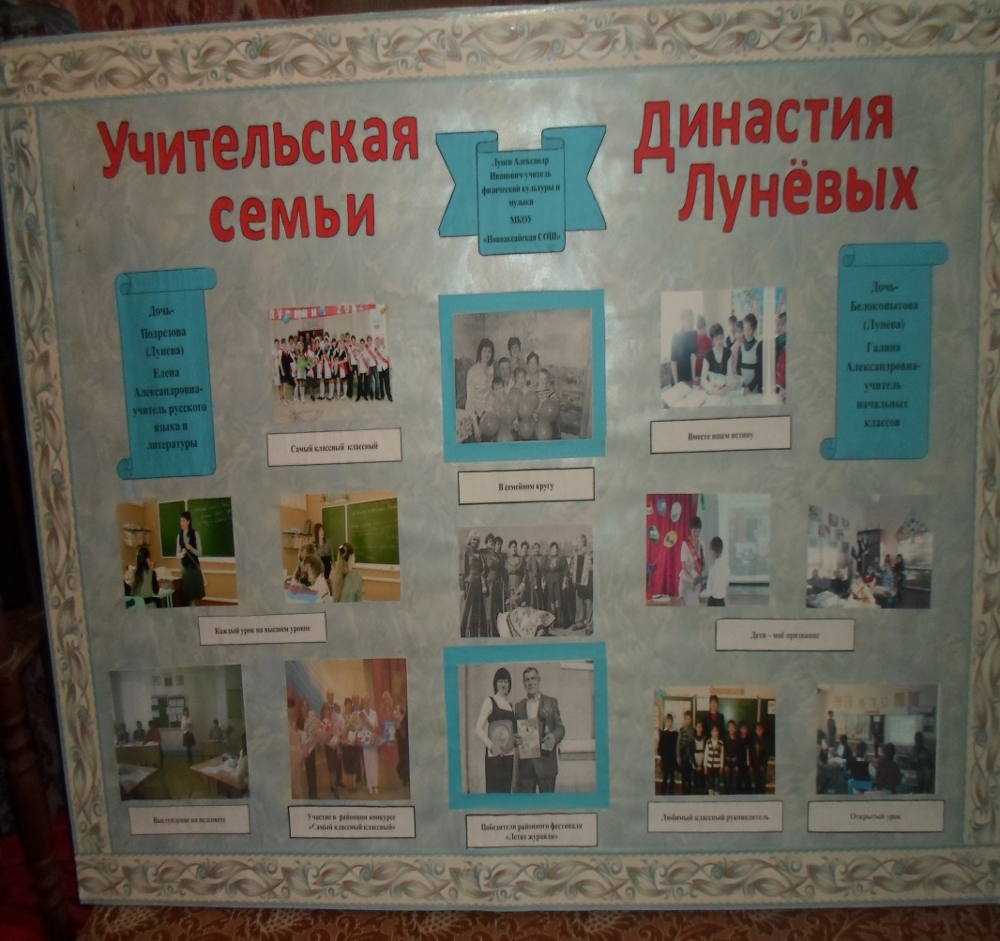 Учительская
семьи
Династия
Лунёвых
Лунев Александр
Иванович-учитель
физической культуры и
музыки
МКОУ
«Новоаксайская СОШ»
Дочь-
Подрезова
(Лунева)
Елена
Александровна-
учитель русского
языка и
литературы
Дочь-
Белокопытова
(Лунева)
Галина
Александровна-
учитель
начальных
классов
Самый классный классный
В семейном кругу
Вместе ищем истину
Каждый урок на высшем уровне
Дети – моё призвание
Выступление на педсовете
Участие в районном конкурсе
«Самый классный классный»
Победители районного фестиваля
«Летят журавли»
Любимый классный руководитель
Открытый урок